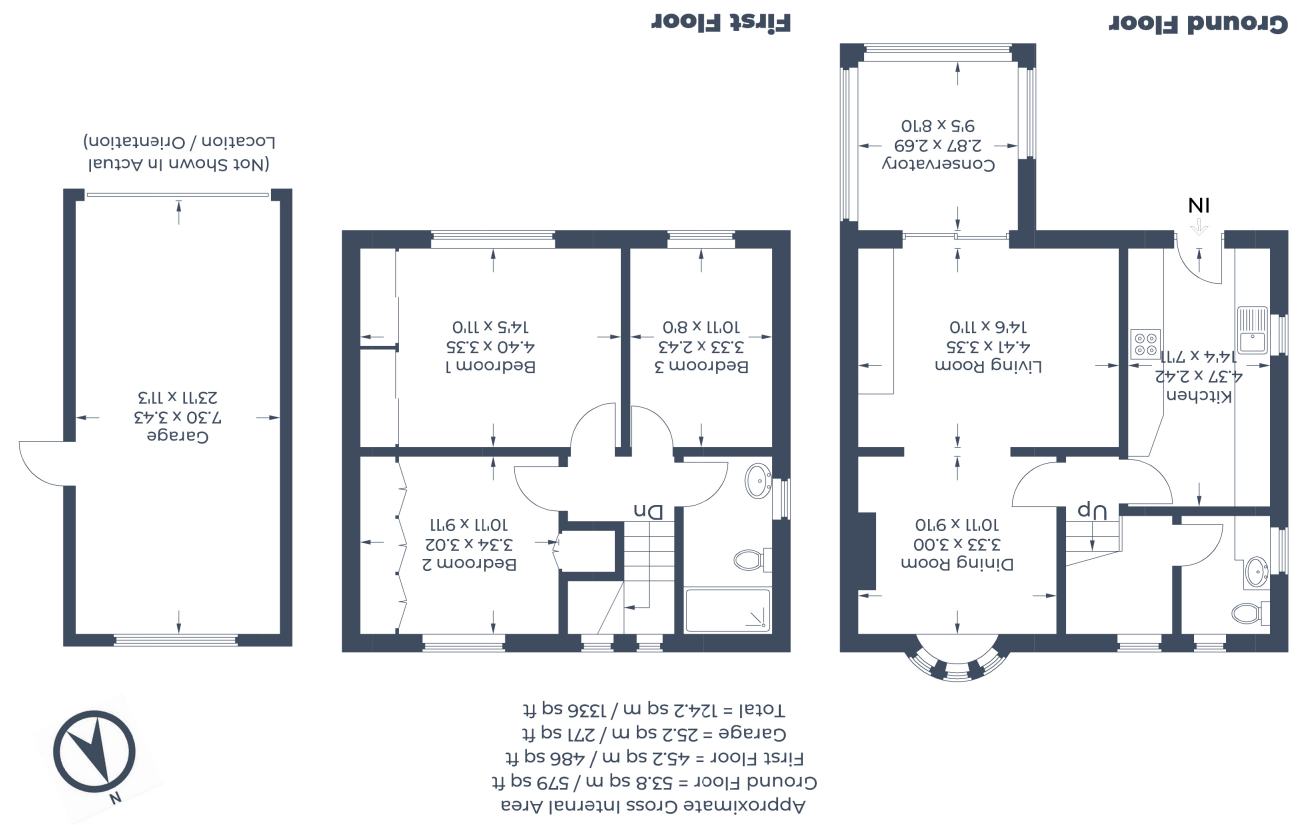 Approximate Gross Internal Area
Ground Floor = 53.8 sq m / 579 sq ft
First Floor = 45.2 sq m / 486 sq ft
Garage = 25.2 sq m / 271 sq ft
Total = 124.2 sq m / 1336 sq ft
N
Dining Room
3.33 x 3.00
10'11 x 9'10
Up
Kitchen
4.37 x 2.42
14'4 x 7'11
Living Room
4.41 x 3.35
14'6 x 11'0
IN
Conservatory
2.87 x 2.69
9'5 x 8'10
Ground Floor
Bedroom 2
3.34 x 3.02
10'11 x 9'11
Dn
Bedroom 3
3.33 x 2.43
10'11 x 8'0
Bedroom 1
4.40 x 3.35
14'5 x 11'0
First Floor
Garage
7.30 x 3.43
23'11 x 11'3
(Not Shown In Actual
Location / Orientation)